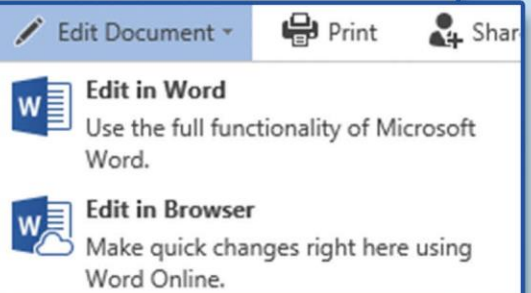 Edit Document Print Shar
Edit in Word
Use the full functionality of Microsoft
Word.
Edit in Browser
Make quick changes right here using
Word Online.